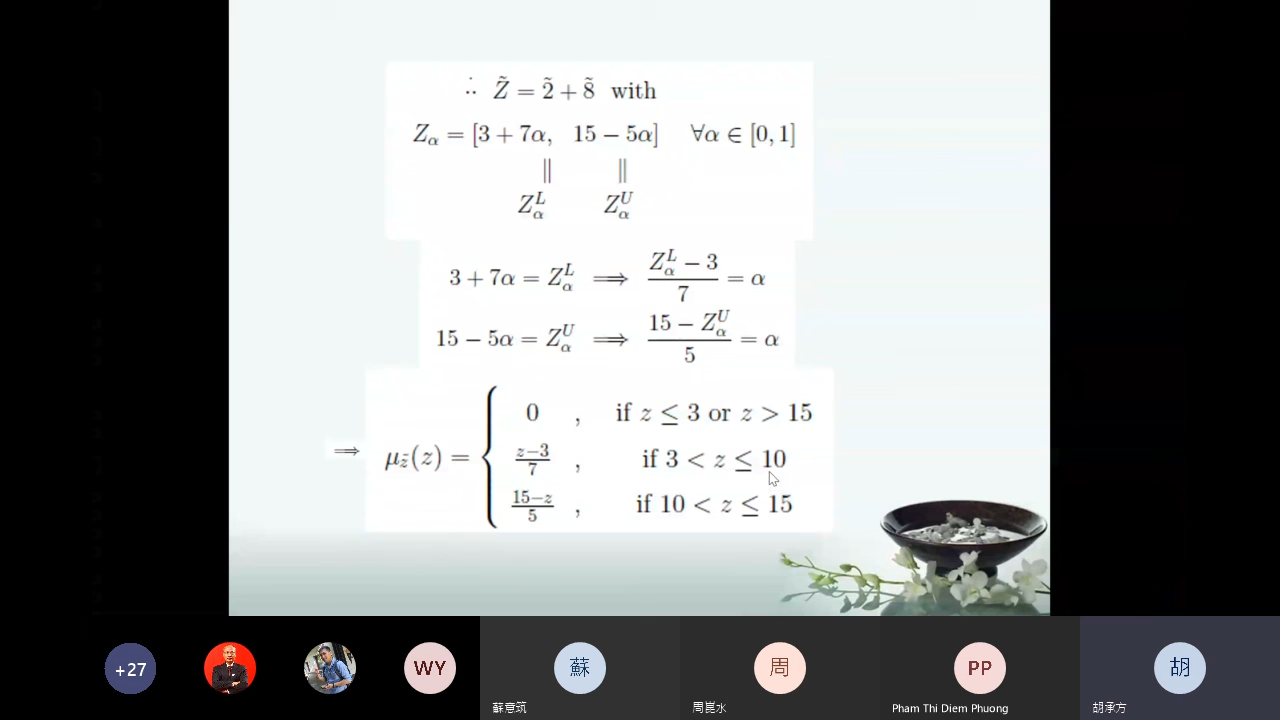 ∴ Z̃ = 2̃ + 8̃ with
Z_α = [3 + 7α, 15 − 5α] ∀α ∈ [0, 1]
‖ ‖
Z_α^L Z_α^U
3 + 7α = Z_α^L ⟹ (Z_α^L − 3)/7 = α
15 − 5α = Z_α^U ⟹ (15 − Z_α^U)/5 = α
⟹ μ_z̃(z) = { 0 , if z ≤ 3 or z > 15
(z−3)/7 , if 3 < z ≤ 10
(15−z)/5 , if 10 < z ≤ 15
+27
WY
蘇
周
PP
胡
蘇意筑
周崑水
Pham Thi Diem Phuong
胡承方